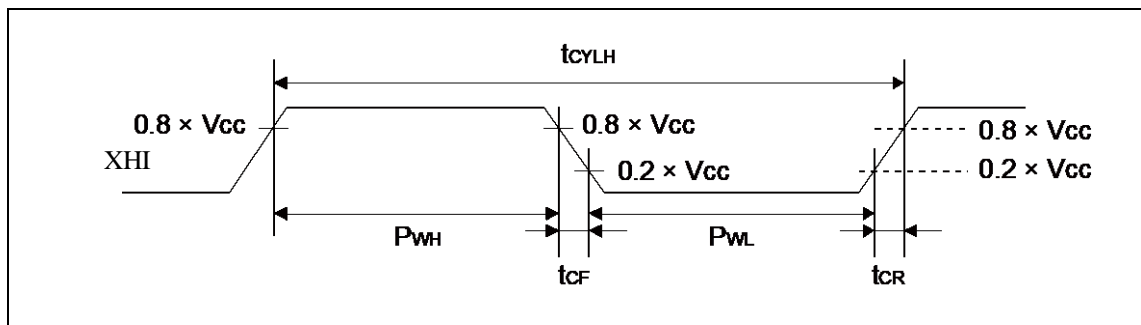 tCYLH
0.8 × VCC
0.8 × VCC
0.8 × VCC
XHI
0.2 × VCC
0.2 × VCC
PWH
PWL
tCF
tCR